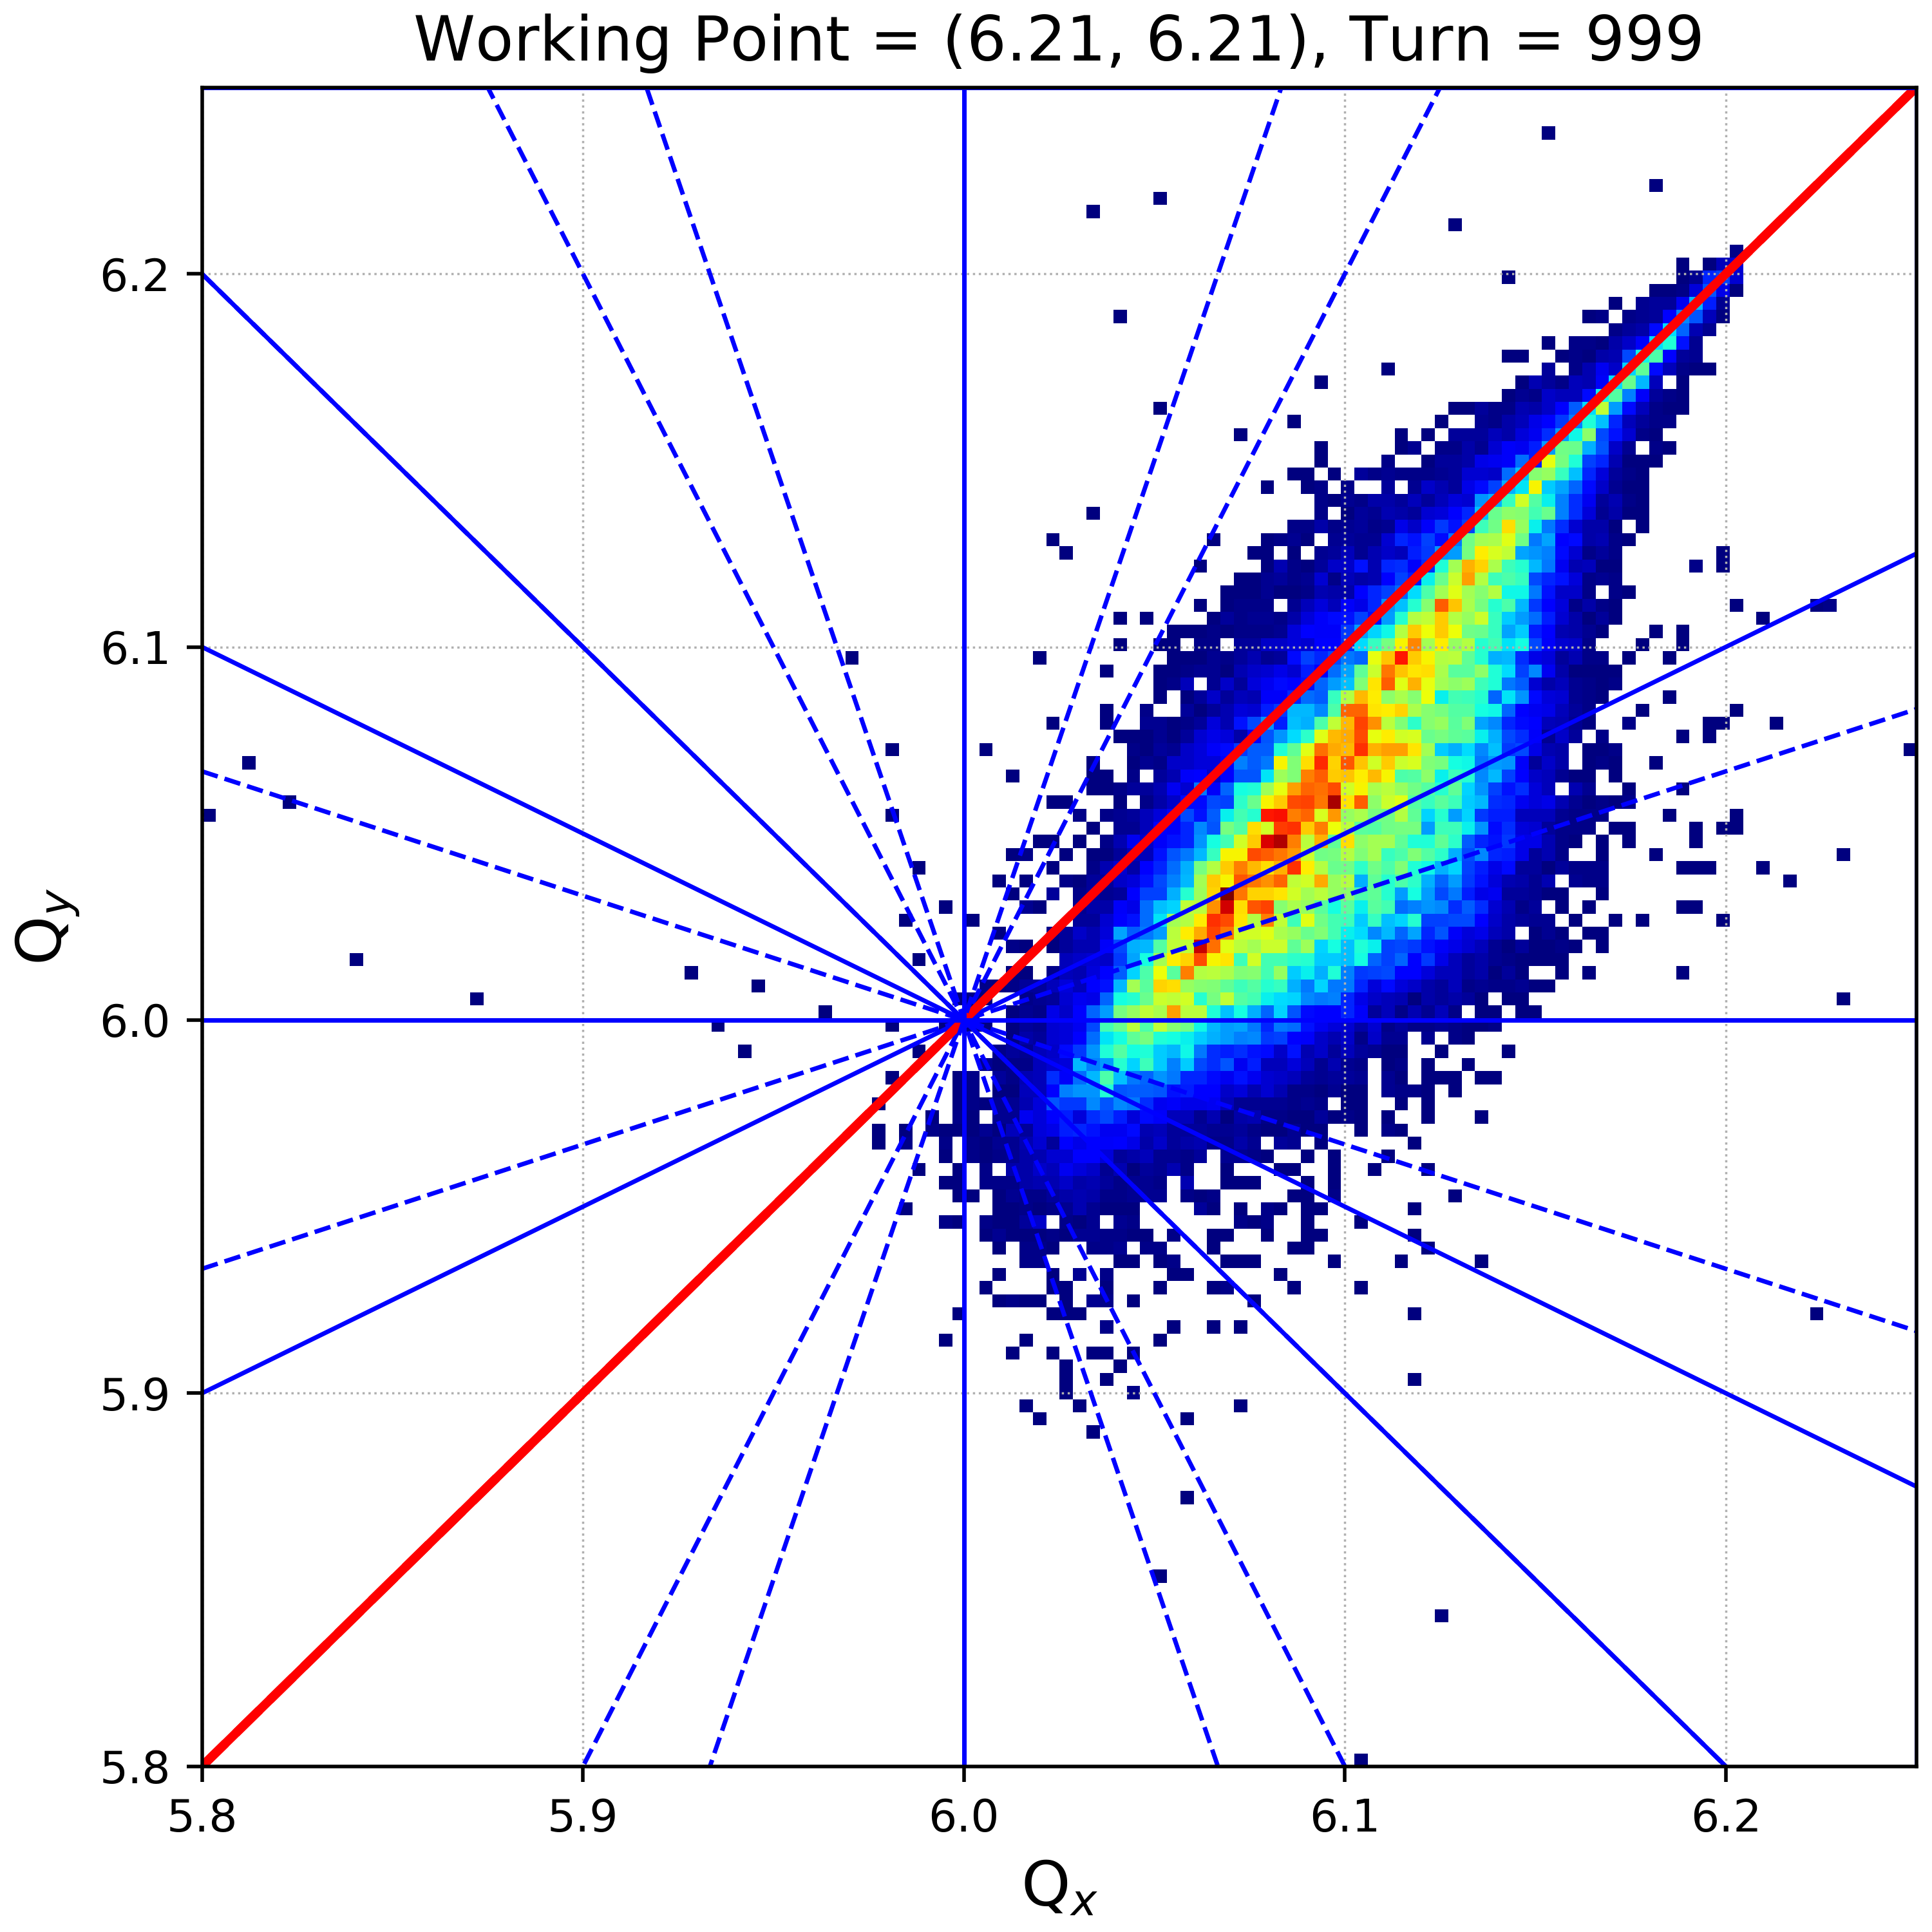 Working Point = (6.21, 6.21), Turn = 999
6.2
6.1
6.0
5.9
5.8
Qy
5.8 5.9 6.0 6.1 6.2
Qx